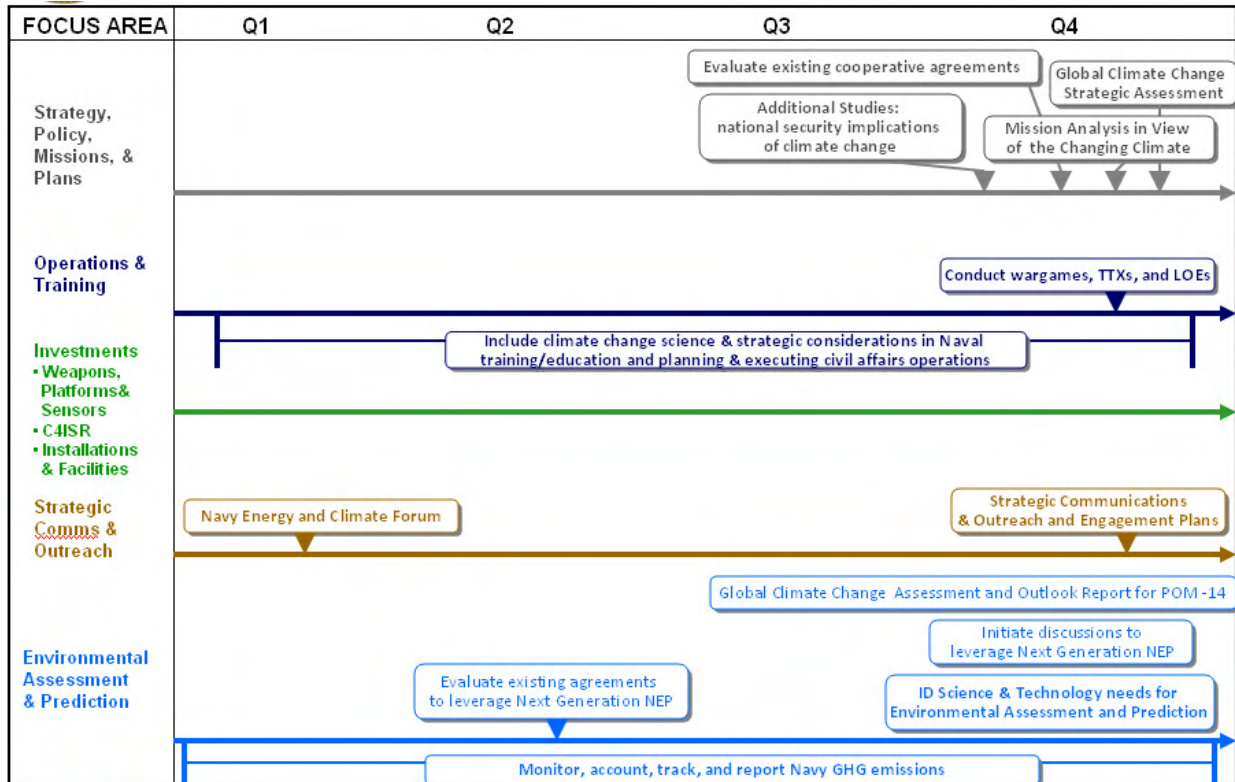 FOCUS AREA
Q1
Q2
Q3
Q4
Strategy,
Policy,
Missions, &
Plans
Evaluate existing cooperative agreements
Global Climate Change
Strategic Assessment
Additional Studies:
national security implications
of climate change
Mission Analysis in View
of the Changing Climate
Operations &
Training
Conduct wargames, TTXs, and LOEs
Include climate change science & strategic considerations in Naval
training/education and planning & executing civil affairs operations
Investments
▪ Weapons,
Platforms&
Sensors
▪ C4ISR
▪ Installations
& Facilities
Strategic
Comms &
Outreach
Navy Energy and Climate Forum
Strategic Communications
& Outreach and Engagement Plans
Environmental
Assessment
& Prediction
Global Climate Change Assessment and Outlook Report for POM -14
Initiate discussions to
leverage Next Generation NEP
Evaluate existing agreements
to leverage Next Generation NEP
ID Science & Technology needs for
Environmental Assessment and Prediction
Monitor, account, track, and report Navy GHG emissions